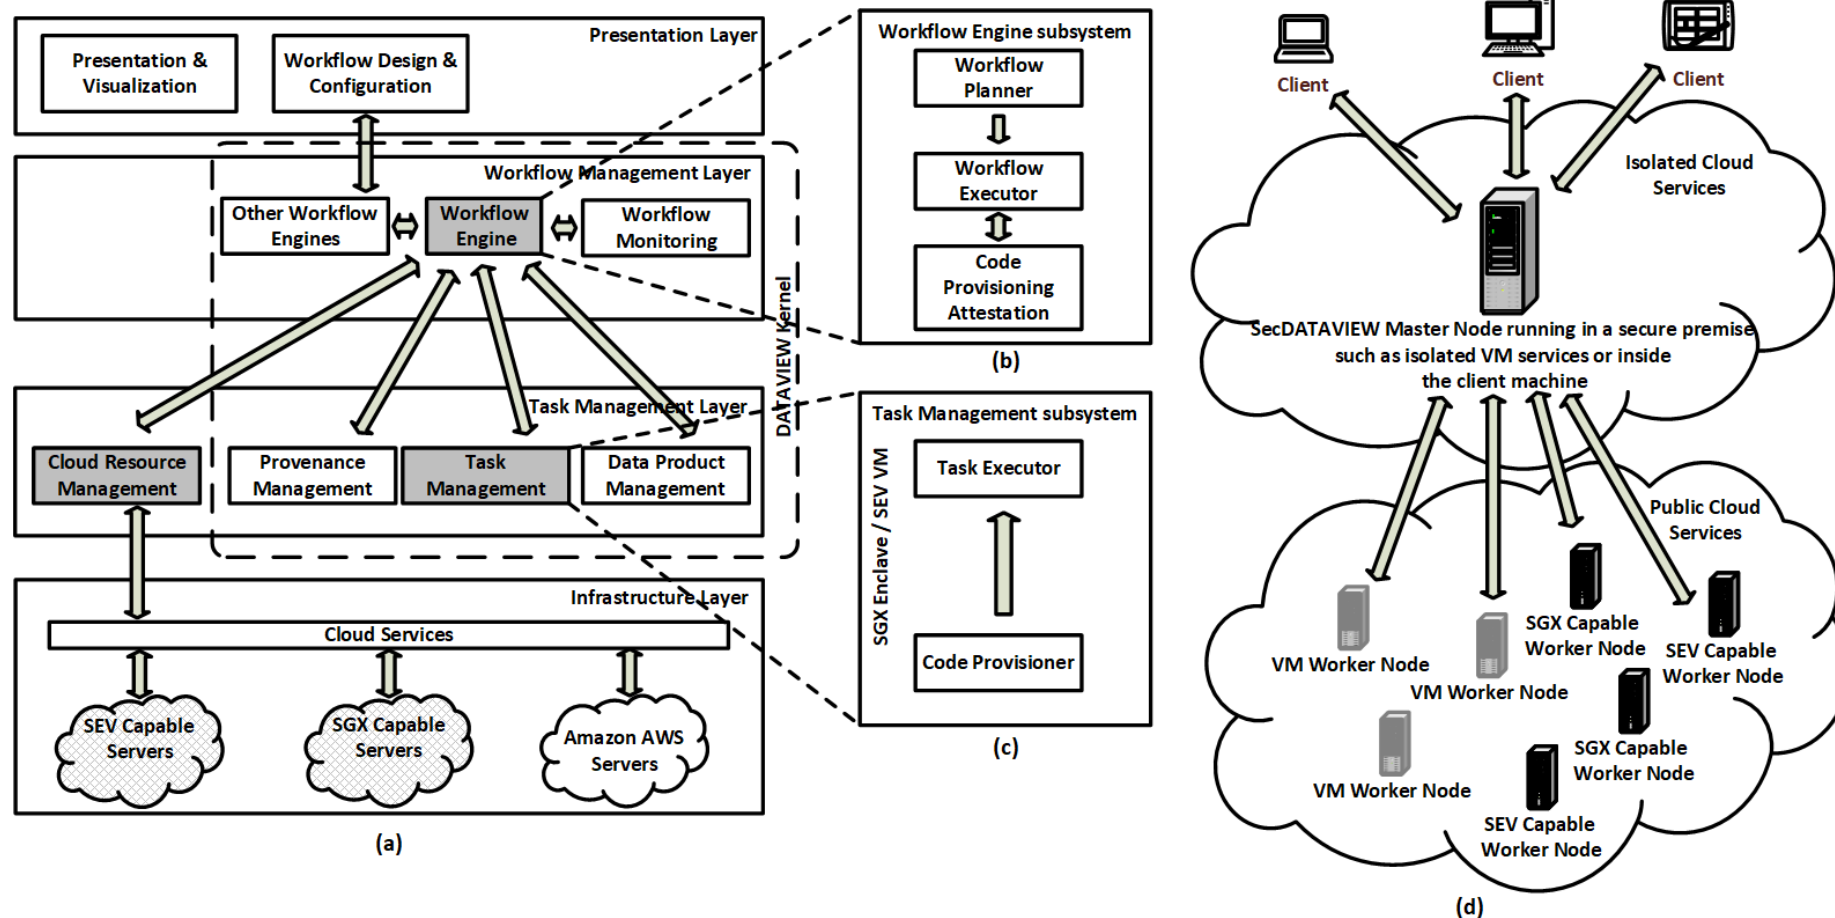 Presentation Layer
Presentation &
Visualization
Workflow Design &
Configuration
Workflow Management Layer
Other Workflow
Engines
Workflow
Engine
Workflow
Monitoring
DATAVIEW Kernel
Task Management Layer
Cloud Resource
Management
Provenance
Management
Task
Management
Data Product
Management
Infrastructure Layer
Cloud Services
SEV Capable
Servers
SGX Capable
Servers
Amazon AWS
Servers
(a)
Workflow Engine subsystem
Workflow
Planner
Workflow
Executor
Code
Provisioning
Attestation
(b)
Task Management subsystem
SGX Enclave / SEV VM
Task Executor
Code Provisioner
(c)
Client
Client
Client
Isolated Cloud
Services
SecDATAVIEW Master Node running in a secure premise
such as isolated VM services or inside
the client machine
Public Cloud
Services
VM Worker Node
VM Worker Node
SGX Capable
Worker Node
SEV Capable
Worker Node
VM Worker Node
SGX Capable
Worker Node
SEV Capable
Worker Node
(d)